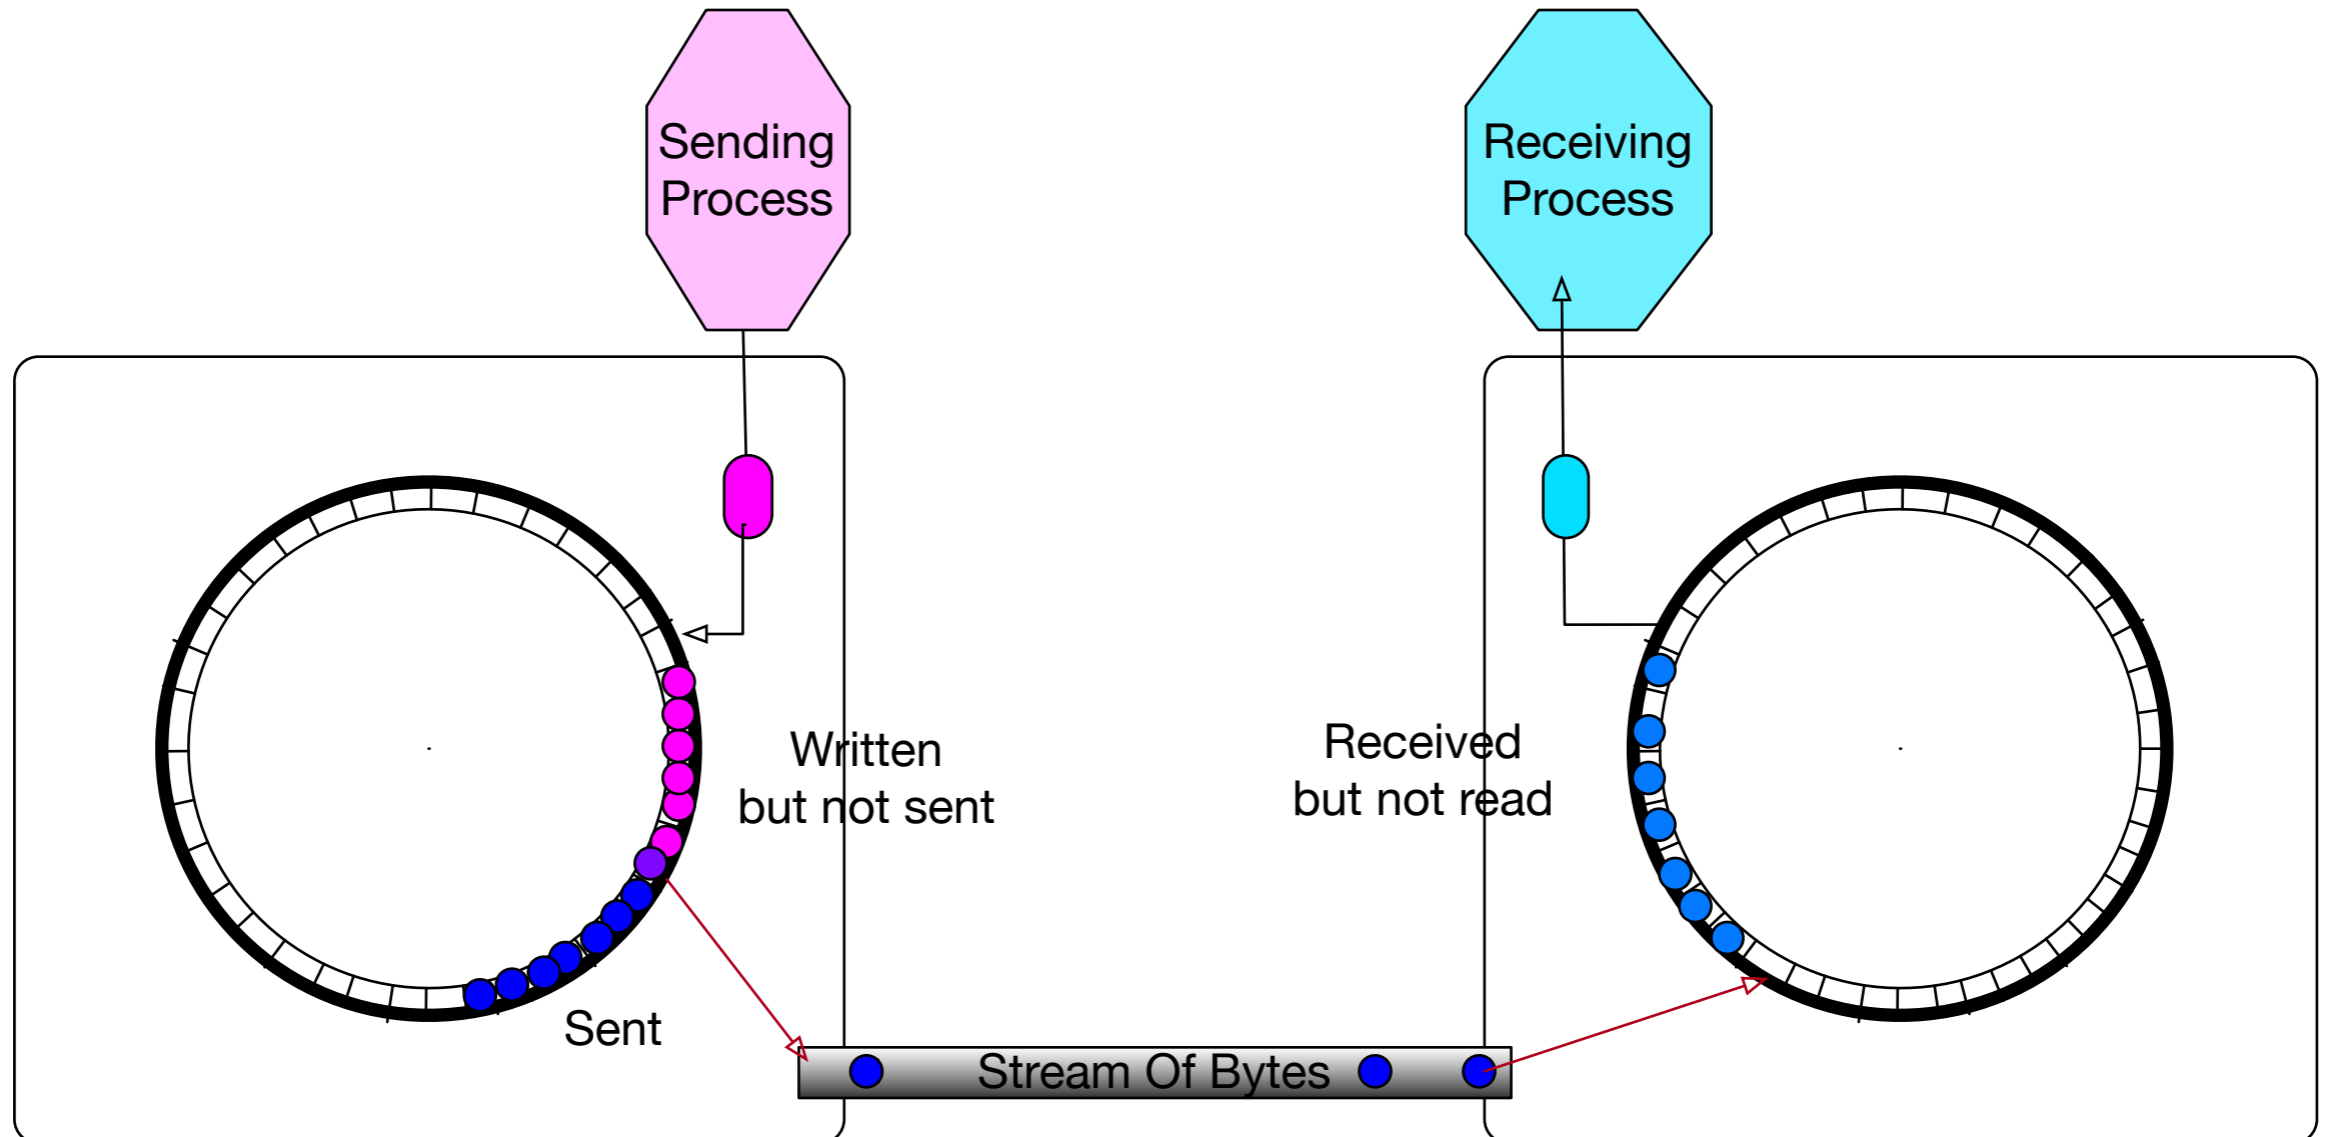 Sending
Process
Receiving
Process
Written
but not sent
Received
but not read
Sent
Stream Of Bytes